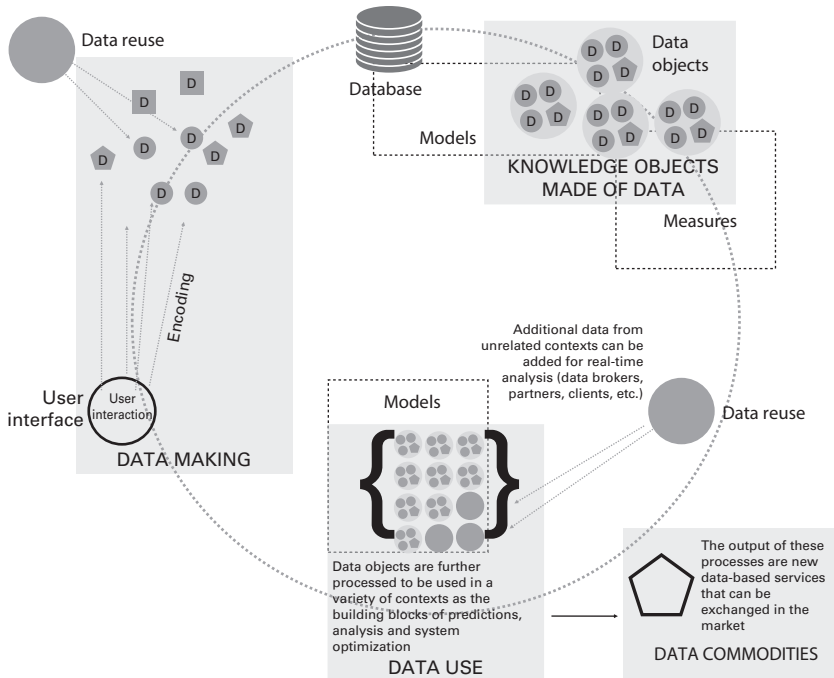 Data reuse
D
D
D
D
D
D
D
D
D
Encoding
User
interface
User
interaction
DATA MAKING
Database
Models
Data
objects
D D
D D
D D
D D
D D
D D
D D
D D
KNOWLEDGE OBJECTS
MADE OF DATA
Measures
Additional data from
unrelated contexts can be
added for real-time
analysis (data brokers,
partners, clients, etc.)
Data reuse
Models
{ }
Data objects are further
processed to be used in a
variety of contexts as the
building blocks of predictions,
analysis and system
optimization
DATA USE
The output of these
processes are new
data-based services
that can be
exchanged in the
market
DATA COMMODITIES